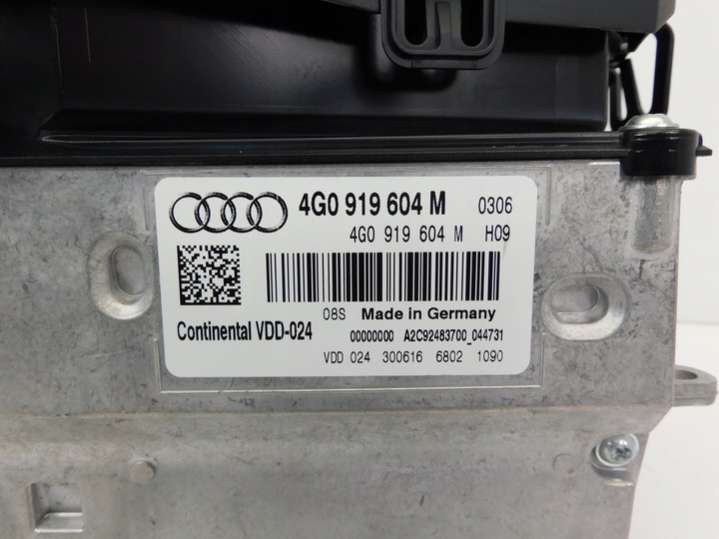 4G0 919 604 M 0306
4G0 919 604 M H09
08S Made in Germany
Continental VDD-024 00000000 A2C92483700_044731
VDD 024 300616 6802 1090